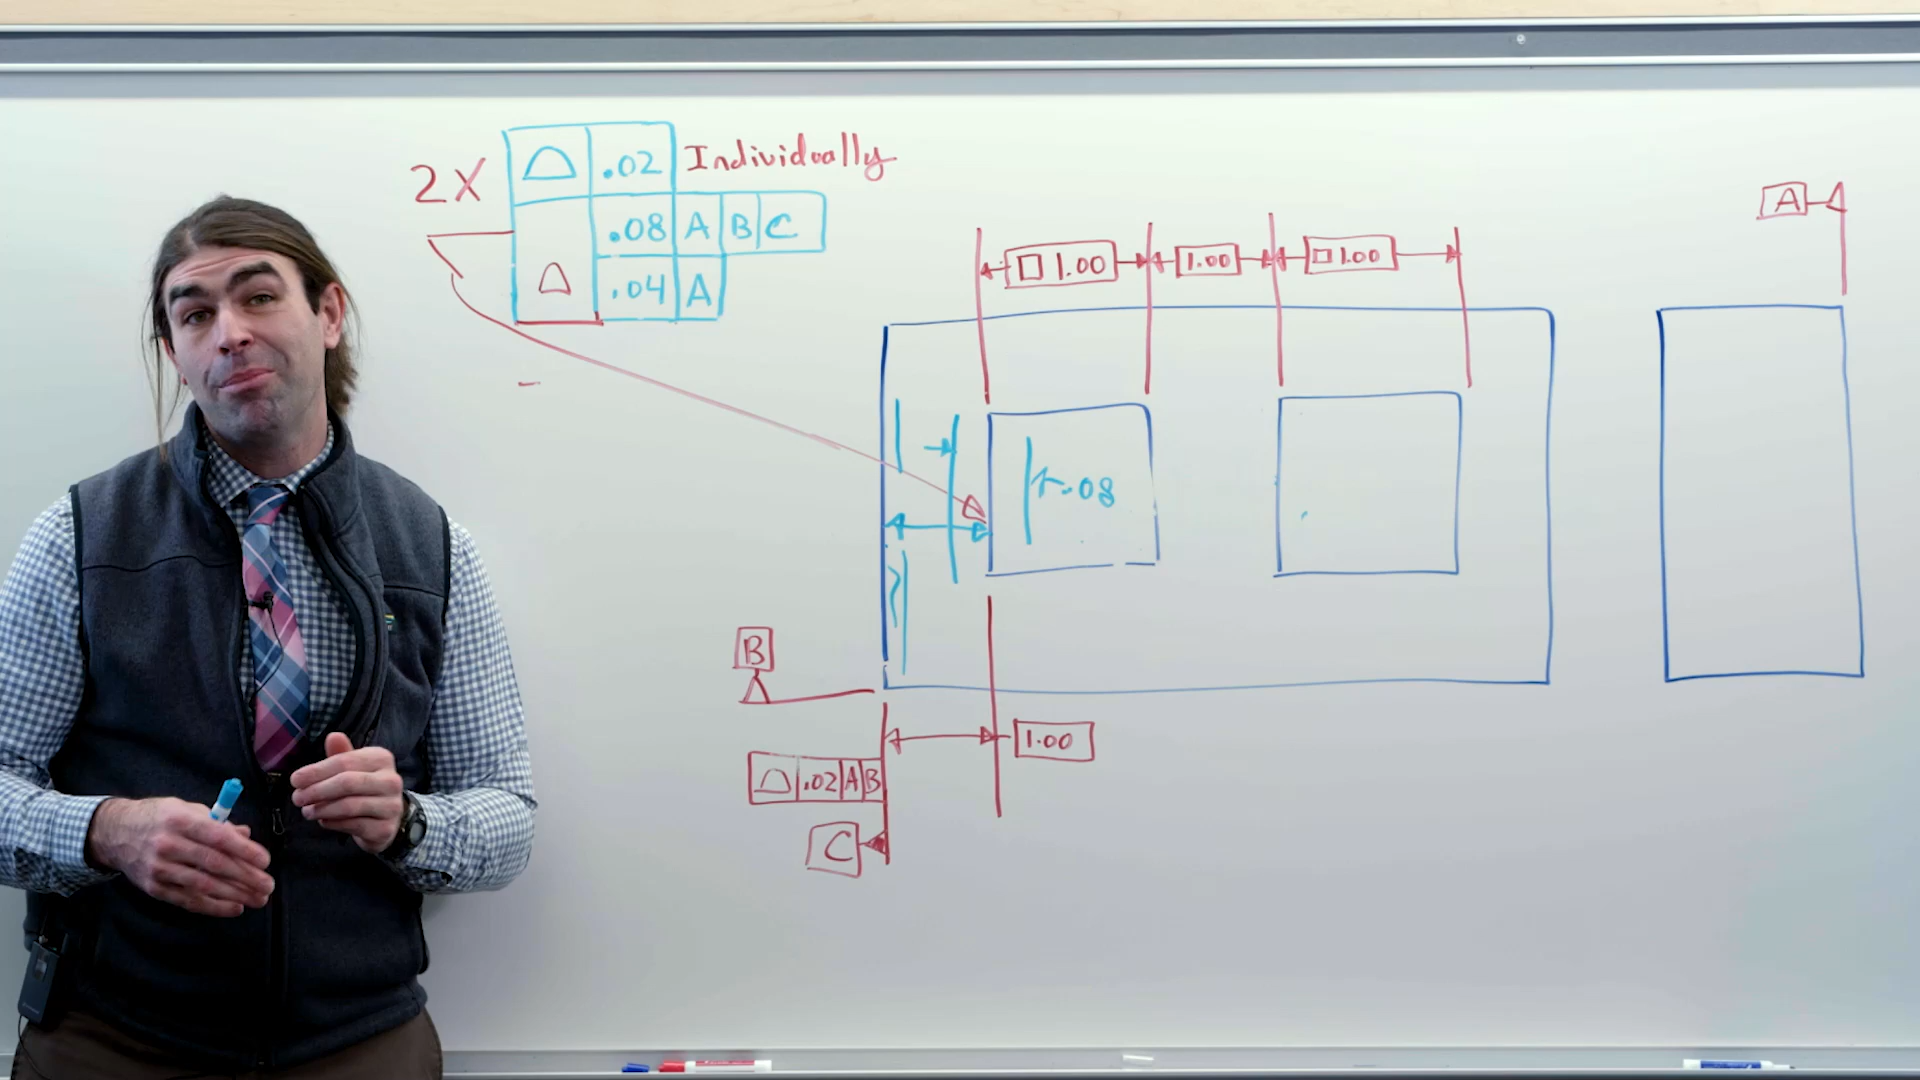 2X
.02 Individually
.08 A B C
.04 A
A
□ 1.00
1.00
□ 1.00
.08
B
1.00
.02 A B
C